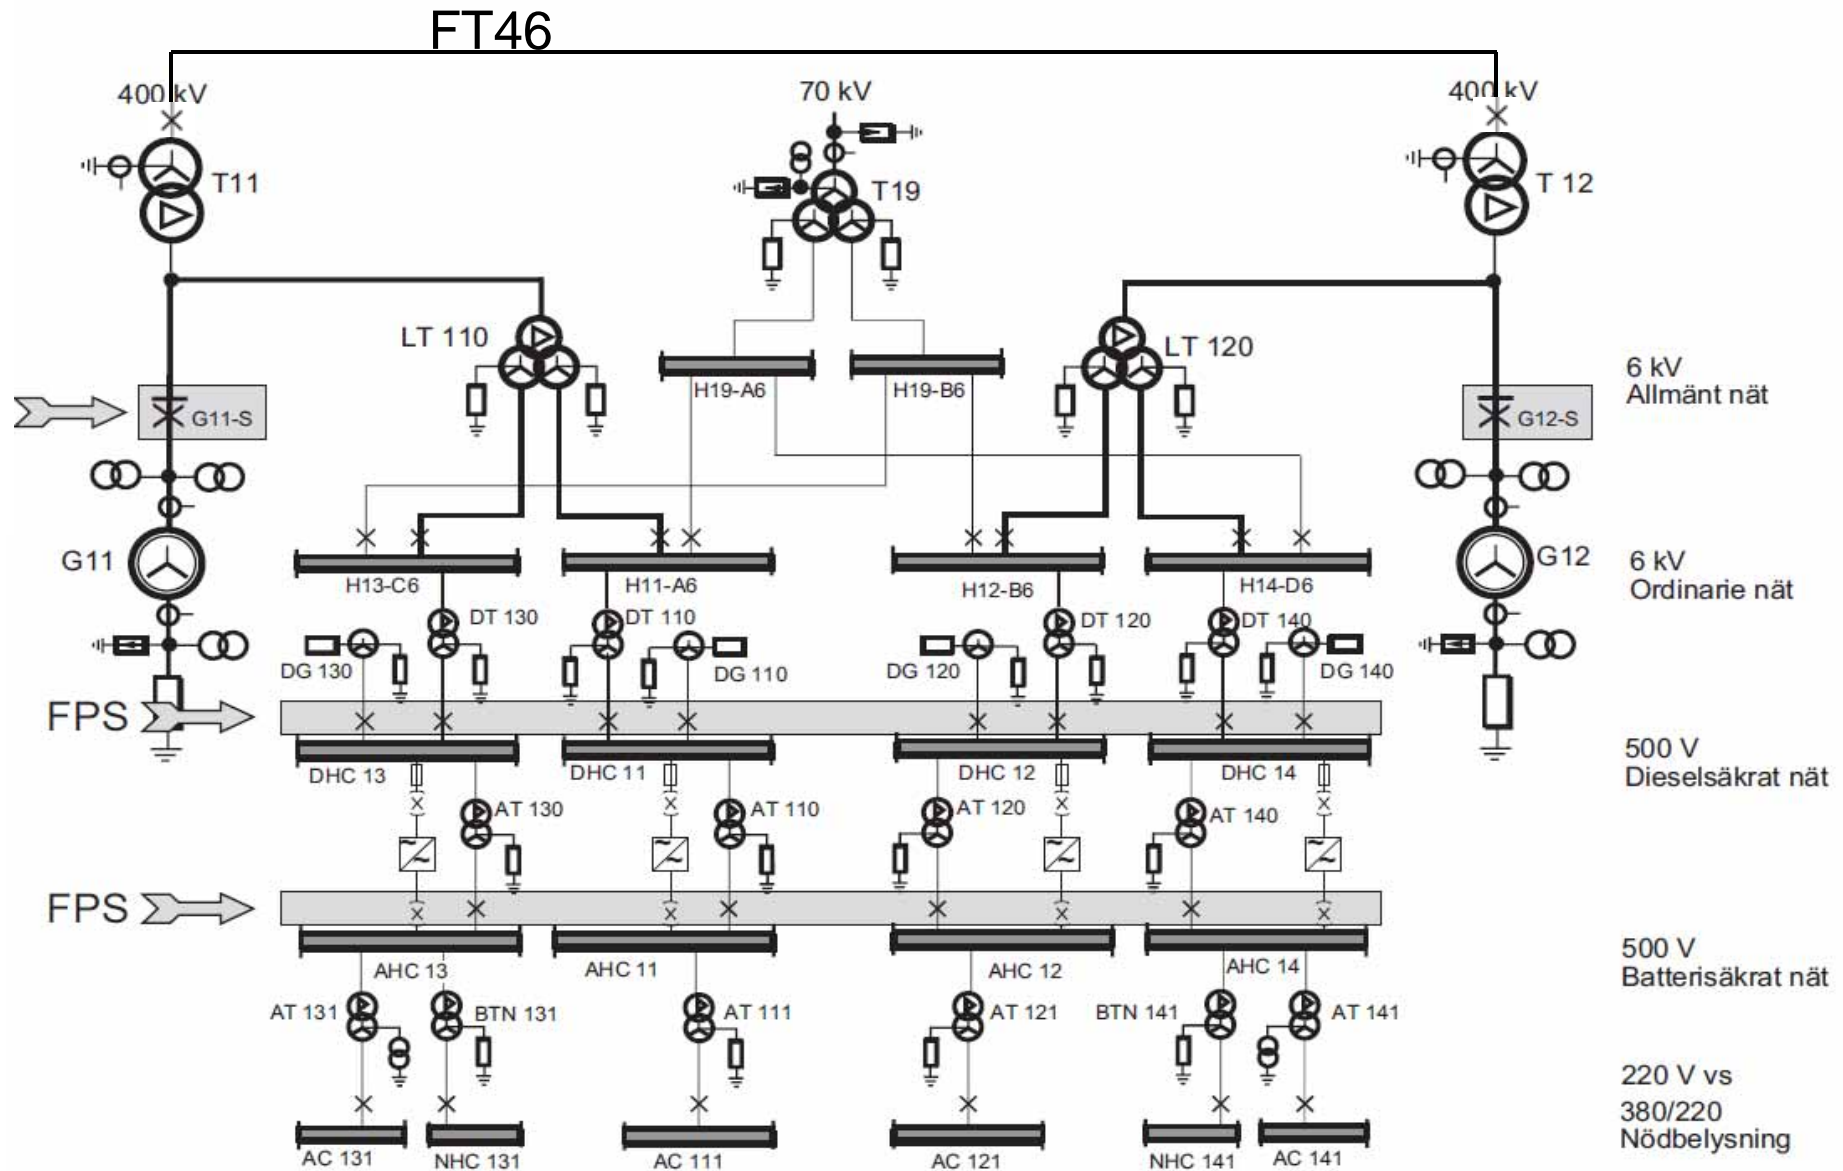 FT46
400 kV
70 kV
400 kV
T11
T19
T 12
LT 110
LT 120
6 kV
Allmänt nät
H19-A6
H19-B6
G11-S
G12-S
G11
G12
6 kV
Ordinarie nät
H13-C6
H11-A6
H12-B6
H14-D6
DT 130
DT 110
DT 120
DT 140
DG 130
DG 110
DG 120
DG 140
FPS
500 V
Dieselsäkrat nät
DHC 13
DHC 11
DHC 12
DHC 14
AT 130
AT 110
AT 120
AT 140
FPS
500 V
Batterisäkrat nät
AHC 13
AHC 11
AHC 12
AHC 14
AT 131
BTN 131
AT 111
AT 121
BTN 141
AT 141
220 V vs
380/220
Nödbelysning
AC 131
NHC 131
AC 111
AC 121
NHC 141
AC 141